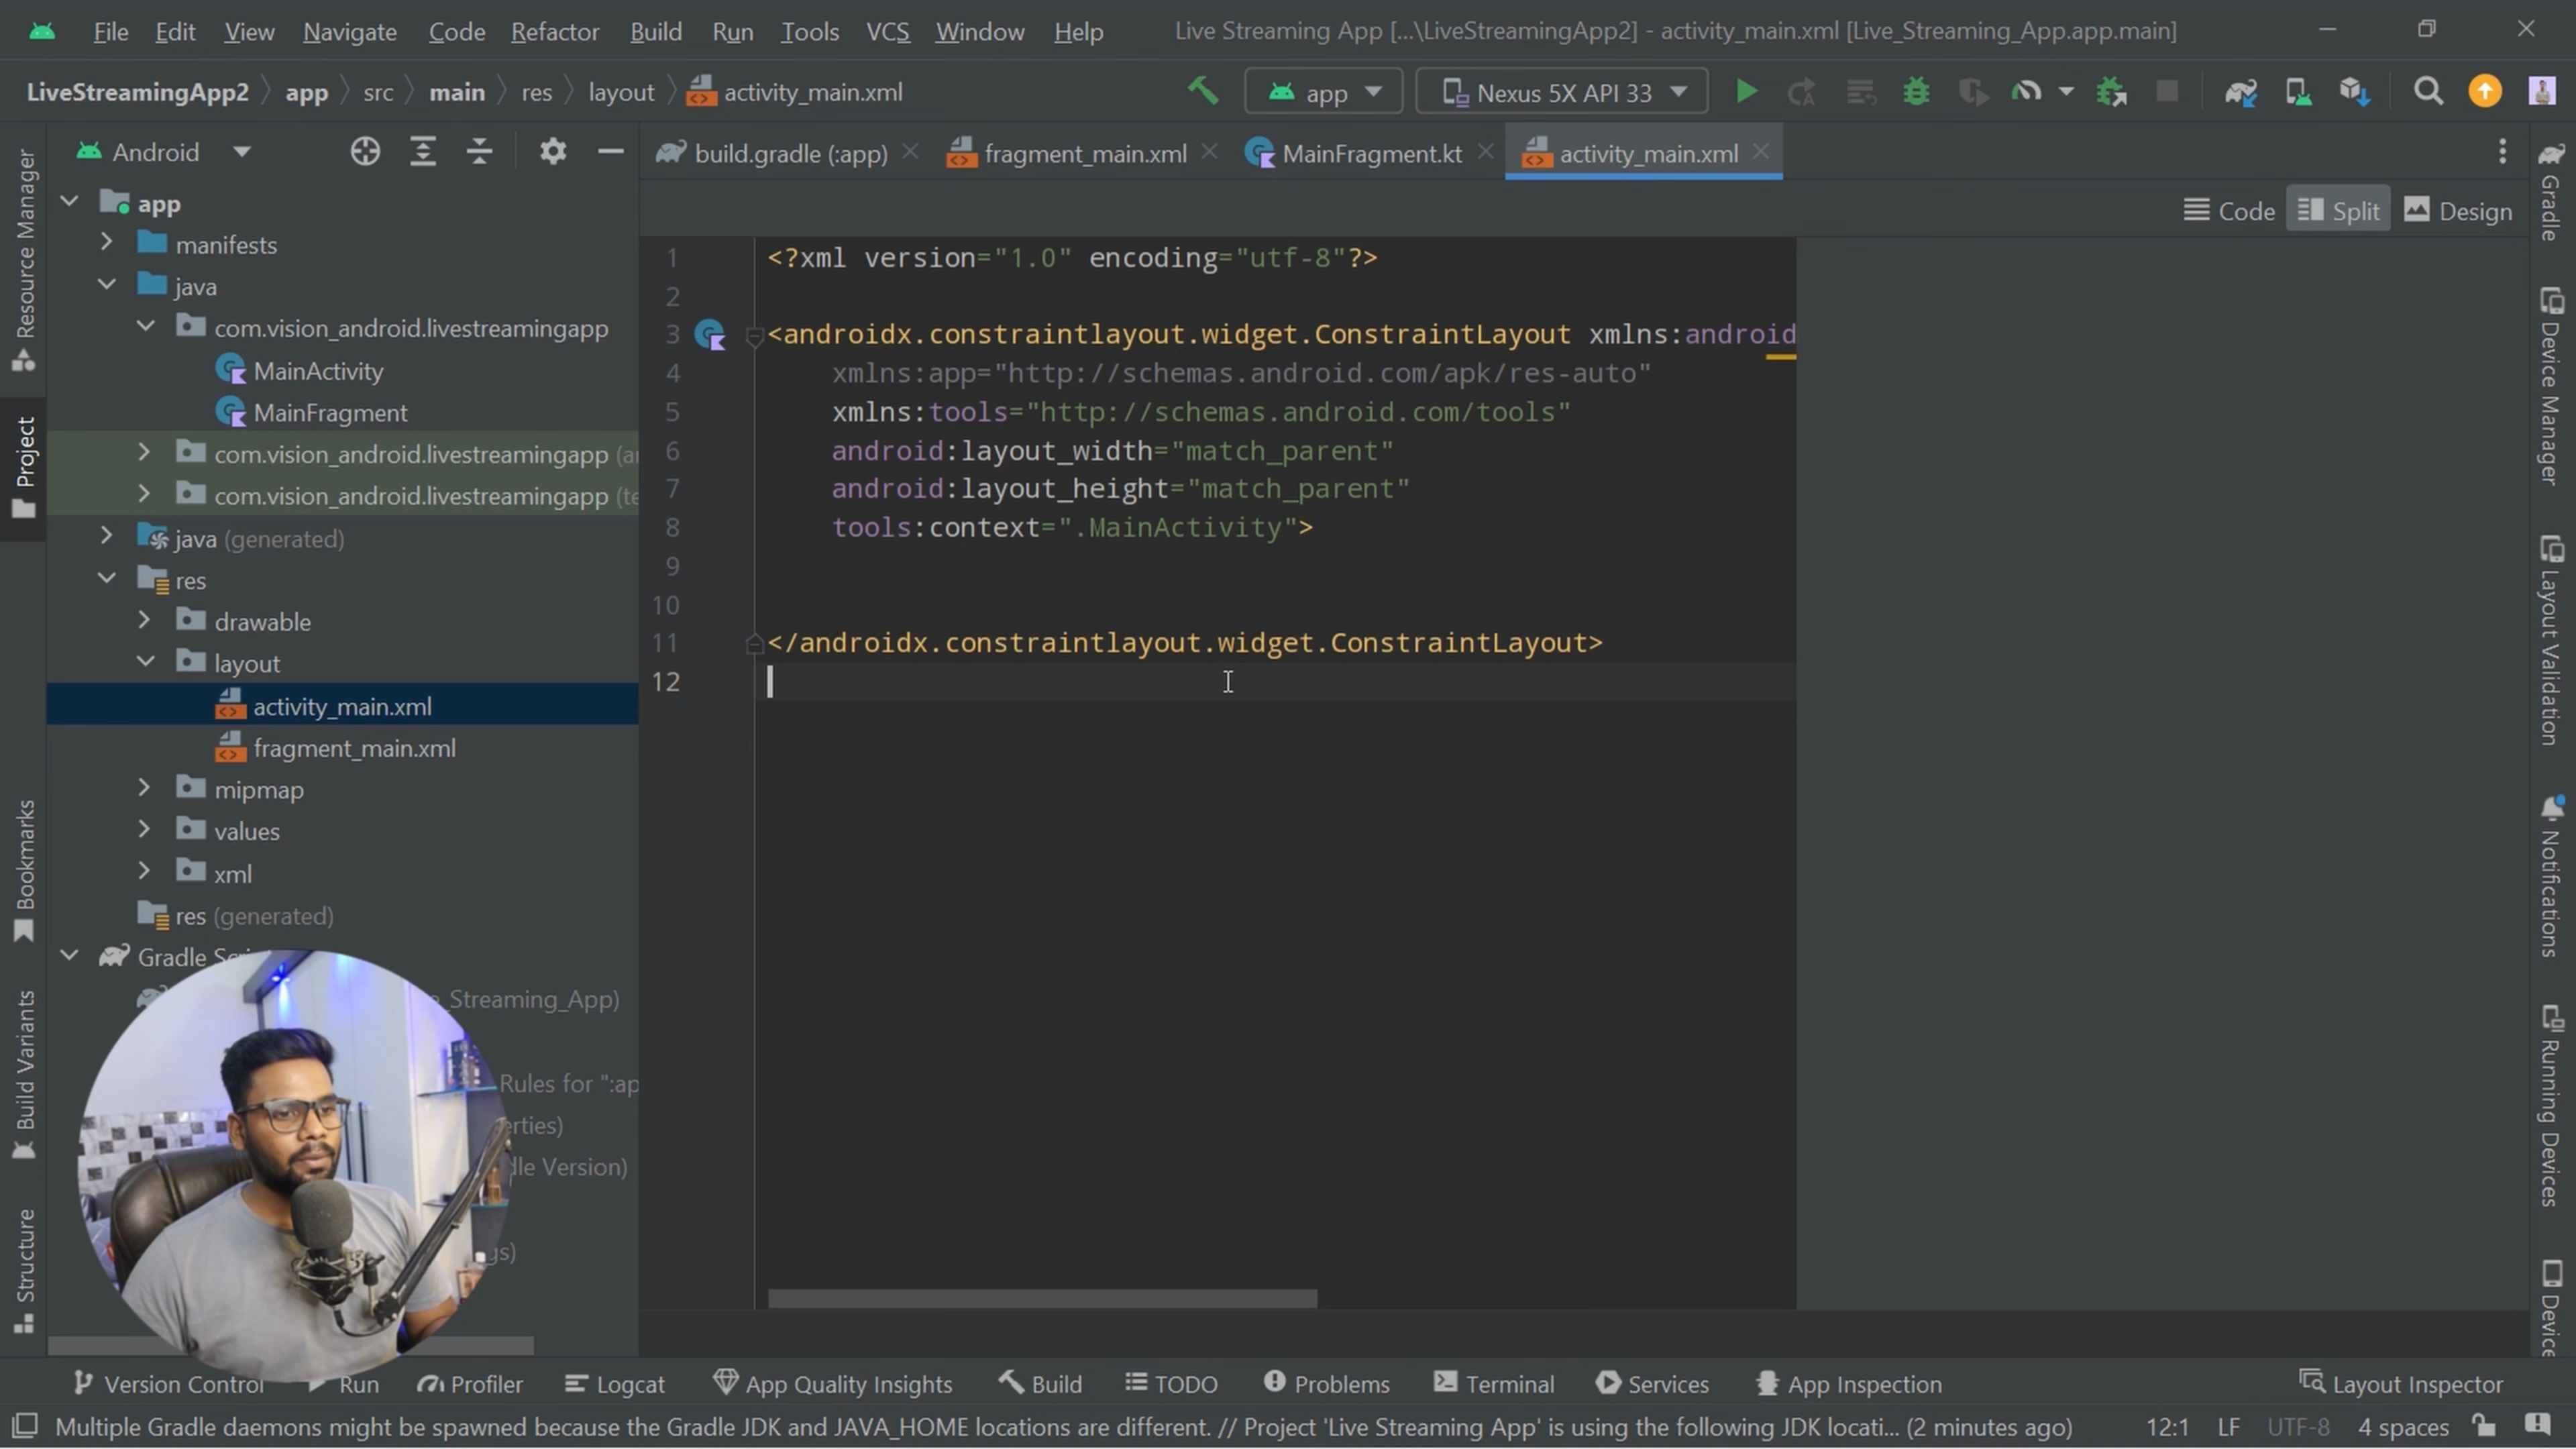 File Edit View Navigate Code Refactor Build Run Tools VCS Window Help Live Streaming App [...\LiveStreamingApp2] - activity_main.xml [Live_Streaming_App.app.main]
LiveStreamingApp2 app src main res layout activity_main.xml app Nexus 5X API 33
Android build.gradle (:app) fragment_main.xml MainFragment.kt activity_main.xml
Code Split Design
Resource Manager
Project
Bookmarks
Build Variants
Structure
app
manifests
java
com.vision_android.livestreamingapp
MainActivity
MainFragment
com.vision_android.livestreamingapp
com.vision_android.livestreamingapp
java (generated)
res
drawable
layout
activity_main.xml
fragment_main.xml
mipmap
values
xml
res (generated)
Gradle
_Streaming_App)
Rules for ":ap
dle Version)
1 <?xml version="1.0" encoding="utf-8"?>
2
3 <androidx.constraintlayout.widget.ConstraintLayout xmlns:android
4 xmlns:app="http://schemas.android.com/apk/res-auto"
5 xmlns:tools="http://schemas.android.com/tools"
6 android:layout_width="match_parent"
7 android:layout_height="match_parent"
8 tools:context=".MainActivity">
9
10
11 </androidx.constraintlayout.widget.ConstraintLayout>
12
Gradle
Device Manager
Layout Validation
Notifications
Running Devices
Version Control Run Profiler Logcat App Quality Insights Build TODO Problems Terminal Services App Inspection Layout Inspector
Multiple Gradle daemons might be spawned because the Gradle JDK and JAVA_HOME locations are different. // Project 'Live Streaming App' is using the following JDK locati... (2 minutes ago) 12:1 LF UTF-8 4 spaces